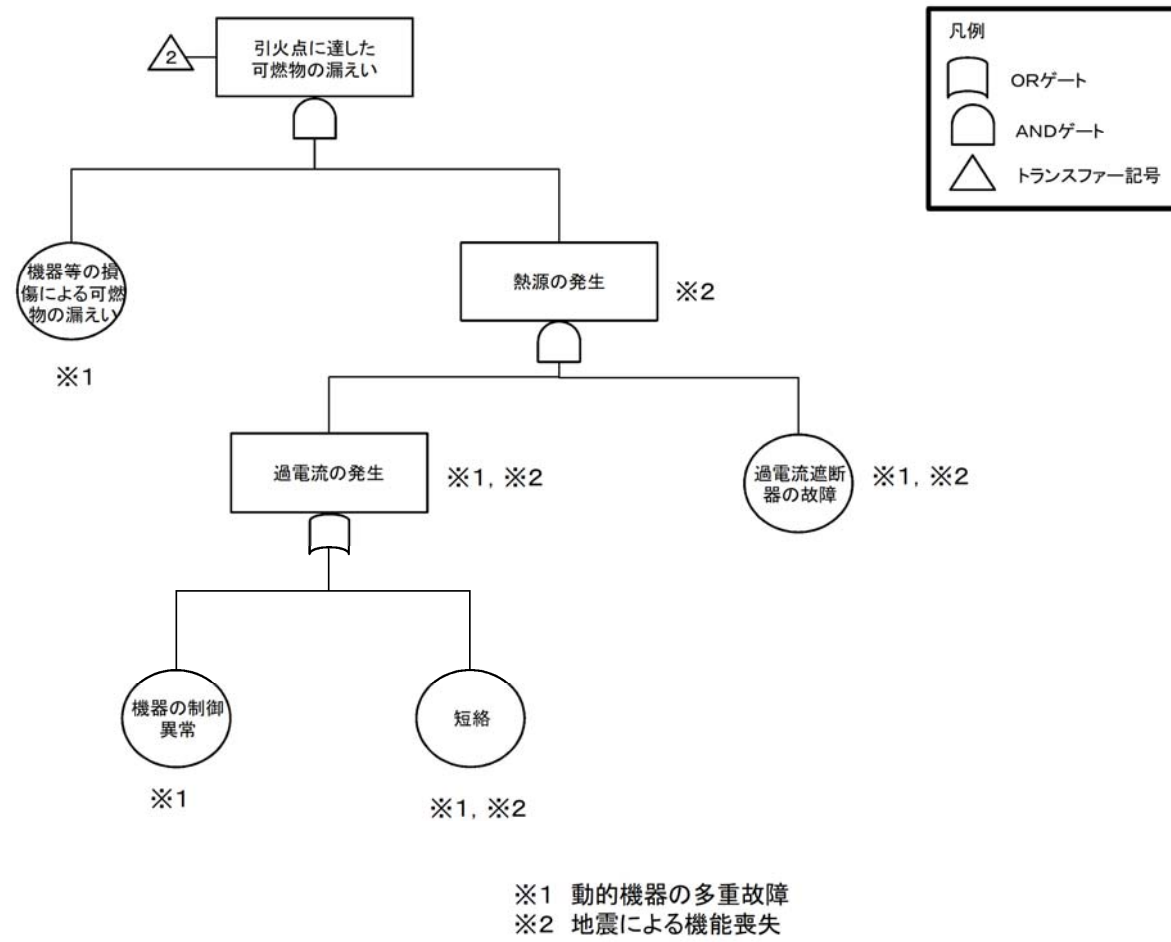 2
引火点に達した
可燃物の漏えい
凡例
ORゲート
ANDゲート
トランスファー記号
機器等の損
傷による可燃
物の漏えい
※1
熱源の発生
※2
過電流の発生
※1, ※2
過電流遮断
器の故障
※1, ※2
機器の制御
異常
※1
短絡
※1, ※2
※1 動的機器の多重故障
※2 地震による機能喪失